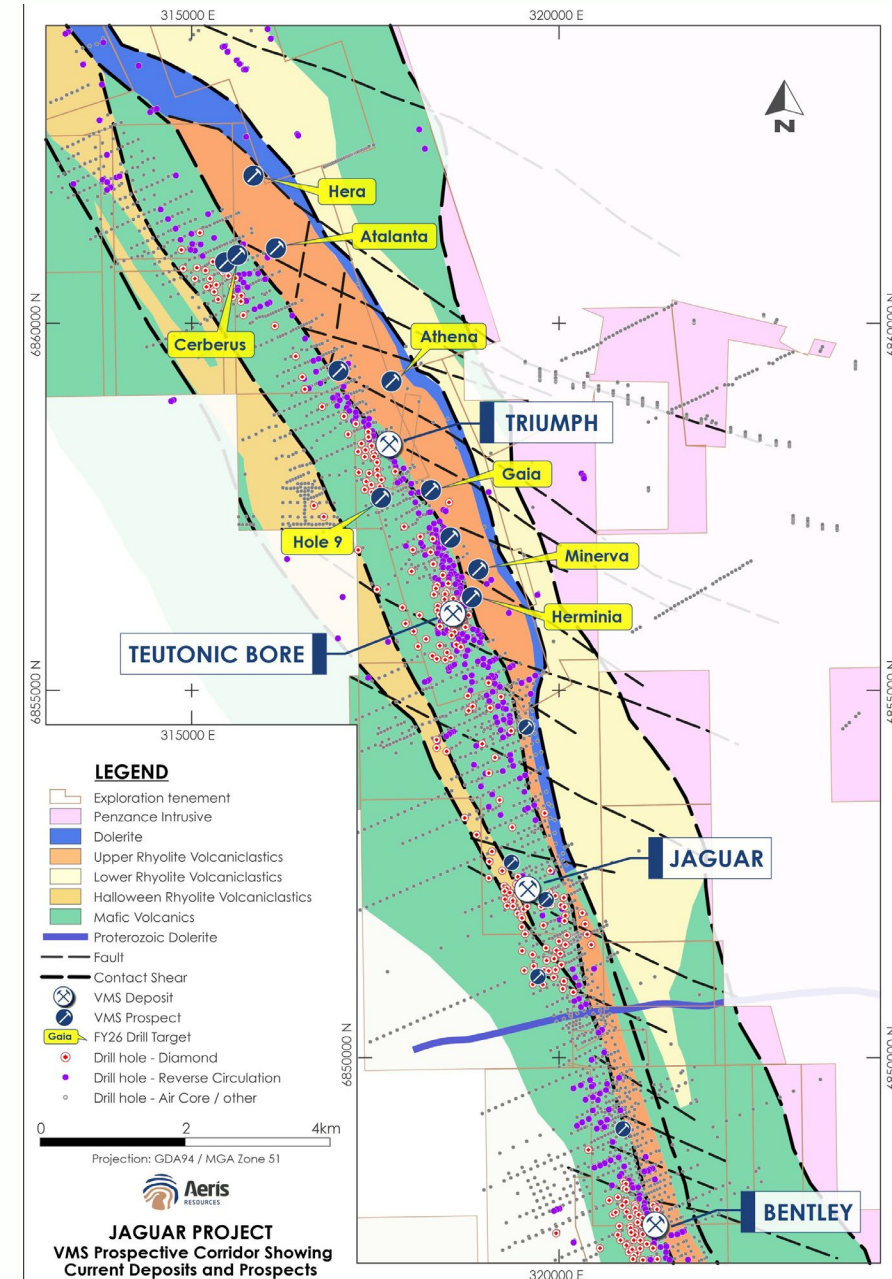 315000 E
320000 E
N
Hera
Atalanta
Cerberus
6860000 N
6860000 N
Athena
TRIUMPH
Gaia
Hole 9
Minerva
Herminia
TEUTONIC BORE
6855000 N
6855000 N
315000 E
LEGEND
Exploration tenement
Penzance Intrusive
Dolerite
Upper Rhyolite Volcaniclastics
Lower Rhyolite Volcaniclastics
Halloween Rhyolite Volcaniclastics
Mafic Volcanics
Proterozoic Dolerite
Fault
Contact Shear
VMS Deposit
VMS Prospect
Gaia FY26 Drill Target
Drill hole - Diamond
Drill hole - Reverse Circulation
Drill hole - Air Core / other
JAGUAR
6850000 N
6850000 N
0 2 4km
Projection: GDA94 / MGA Zone 51
Aeris
RESOURCES
JAGUAR PROJECT
VMS Prospective Corridor Showing
Current Deposits and Prospects
BENTLEY
320000 E